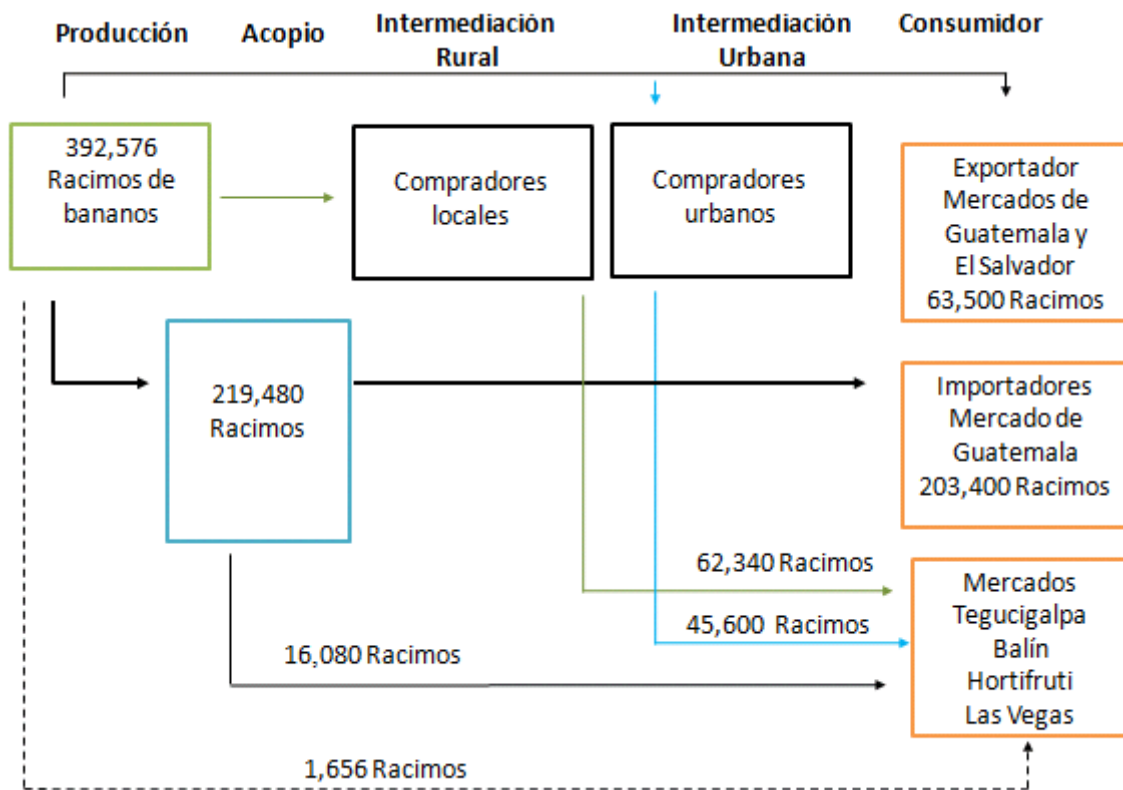 Producción
Acopio
Intermediación
Rural
Intermediación
Urbana
Consumidor
392,576
Racimos de
bananos
Compradores
locales
Compradores
urbanos
Exportador
Mercados de
Guatemala y
El Salvador
63,500 Racimos
219,480
Racimos
Importadores
Mercado de
Guatemala
203,400 Racimos
62,340 Racimos
45,600 Racimos
16,080 Racimos
Mercados
Tegucigalpa
Balín
Hortifruti
Las Vegas
1,656 Racimos